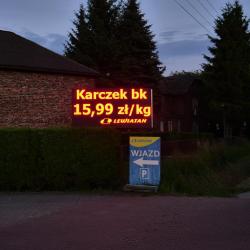 Karczek bk
15,99 zł/kg
LEWIATAN
WJAZD
P